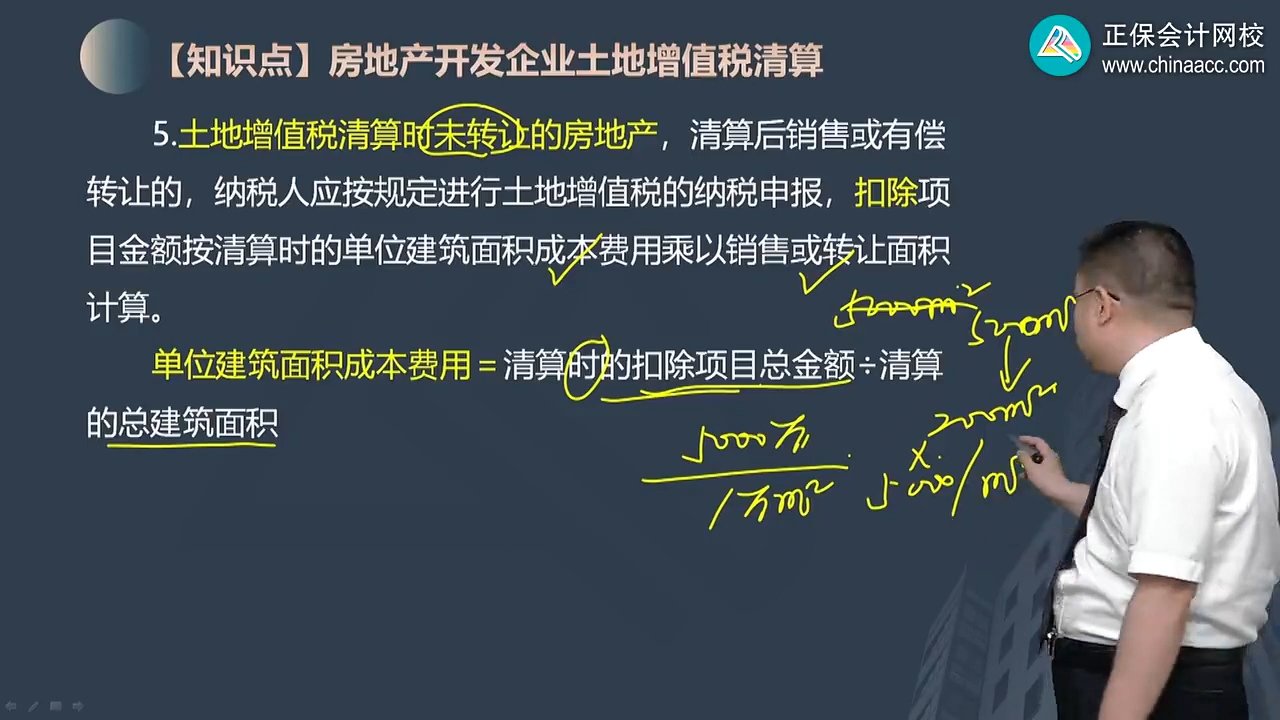 【知识点】房地产开发企业土地增值税清算
正保会计网校
www.chinaacc.com
5.土地增值税清算时未转让的房地产，清算后销售或有偿
转让的，纳税人应按规定进行土地增值税的纳税申报，扣除项
目金额按清算时的单位建筑面积成本费用乘以销售或转让面积
计算。
单位建筑面积成本费用＝清算时的扣除项目总金额÷清算
的总建筑面积
200m²
5000万
1万m²
×
5000/m²